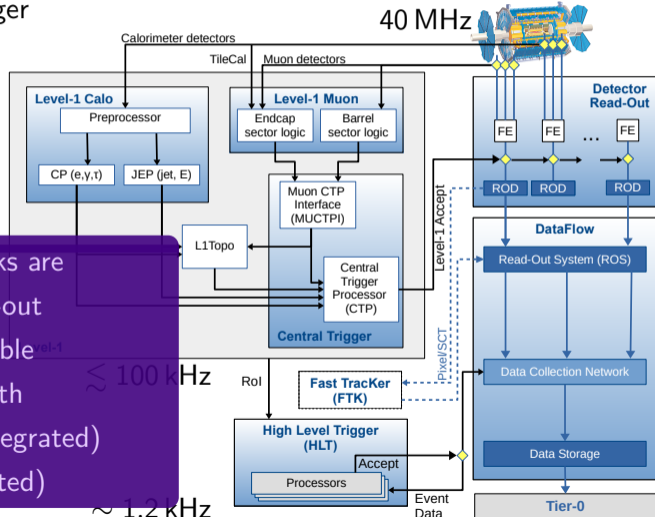 ger
40 MHz
Calorimeter detectors
TileCal
Muon detectors
Detector
Read-Out
Level-1 Calo
Preprocessor
CP (e,γ,τ)
JEP (jet, E)
Level-1 Muon
Endcap
sector logic
Barrel
sector logic
FE
FE
...
FE
ROD
ROD
ROD
Muon CTP
Interface
(MUCTPI)
L1Topo
Central
Trigger
Processor
(CTP)
Central Trigger
Level-1 Accept
DataFlow
Read-Out System (ROS)
ks are
out
ble
th
egrated)
ted)
evel-1
≲ 100 kHz
RoI
Pixel/SCT
Fast TracKer
(FTK)
Data Collection Network
High Level Trigger
(HLT)
Accept
Processors
Event
Data
Data Storage
Tier-0
∼ 1.2 kHz